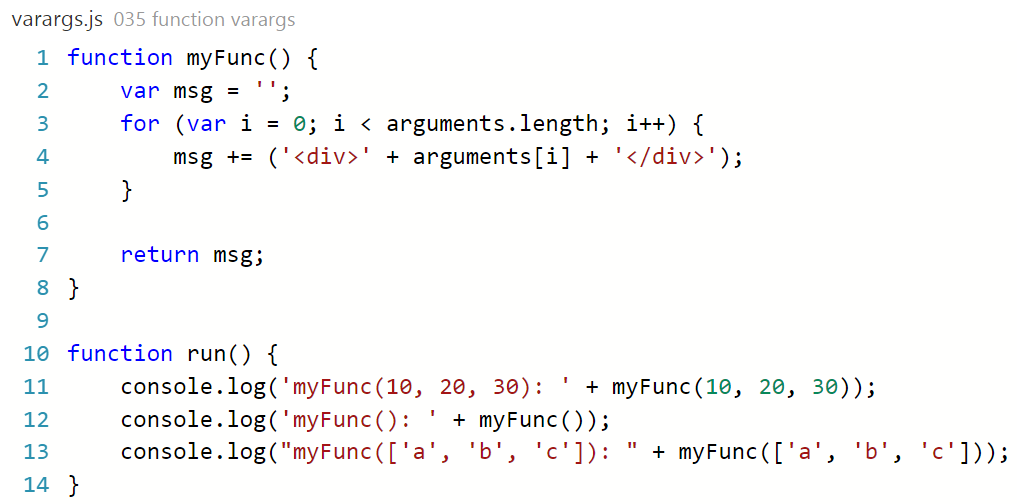 varargs.js 035 function varargs
1 function myFunc() {
2     var msg = '';
3     for (var i = 0; i < arguments.length; i++) {
4         msg += ('<div>' + arguments[i] + '</div>');
5     }
6
7     return msg;
8 }
9
10 function run() {
11     console.log('myFunc(10, 20, 30): ' + myFunc(10, 20, 30));
12     console.log('myFunc(): ' + myFunc());
13     console.log("myFunc(['a', 'b', 'c']): " + myFunc(['a', 'b', 'c']));
14 }